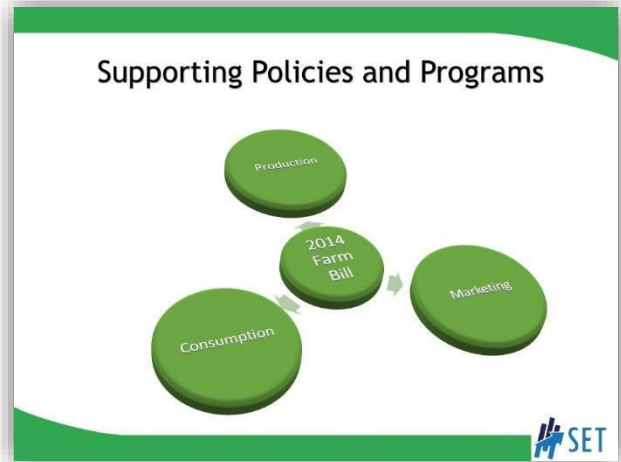 Supporting Policies and Programs
Production
2014
Farm
Bill
Marketing
Consumption
SET